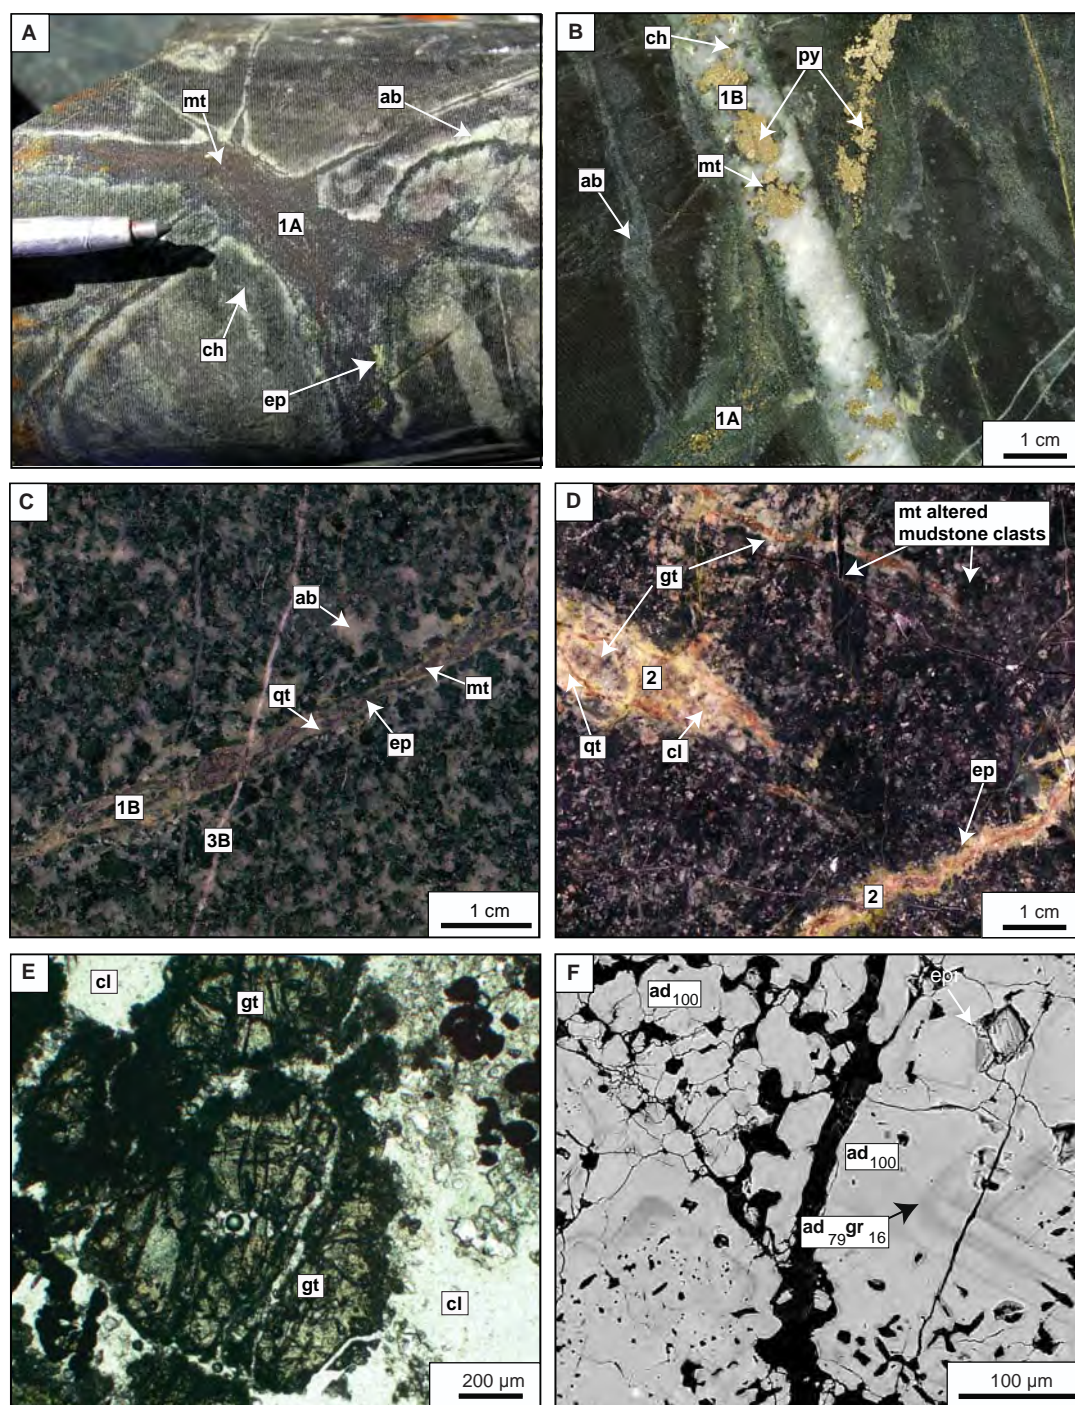 A
mt
ab
1A
ch
ep
B
ch
py
1B
mt
ab
1A
1 cm
C
ab
mt
qt
ep
1B
3B
1 cm
D
mt altered
mudstone clasts
gt
2
qt
cl
ep
2
1 cm
E
cl
gt
gt
cl
200 µm
F
ad100
ep
ad100
ad79gr16
100 µm